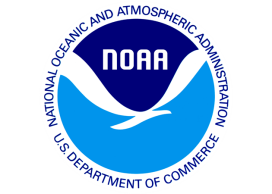 NATIONAL OCEANIC AND ATMOSPHERIC ADMINISTRATION
NOAA
U.S. DEPARTMENT OF COMMERCE